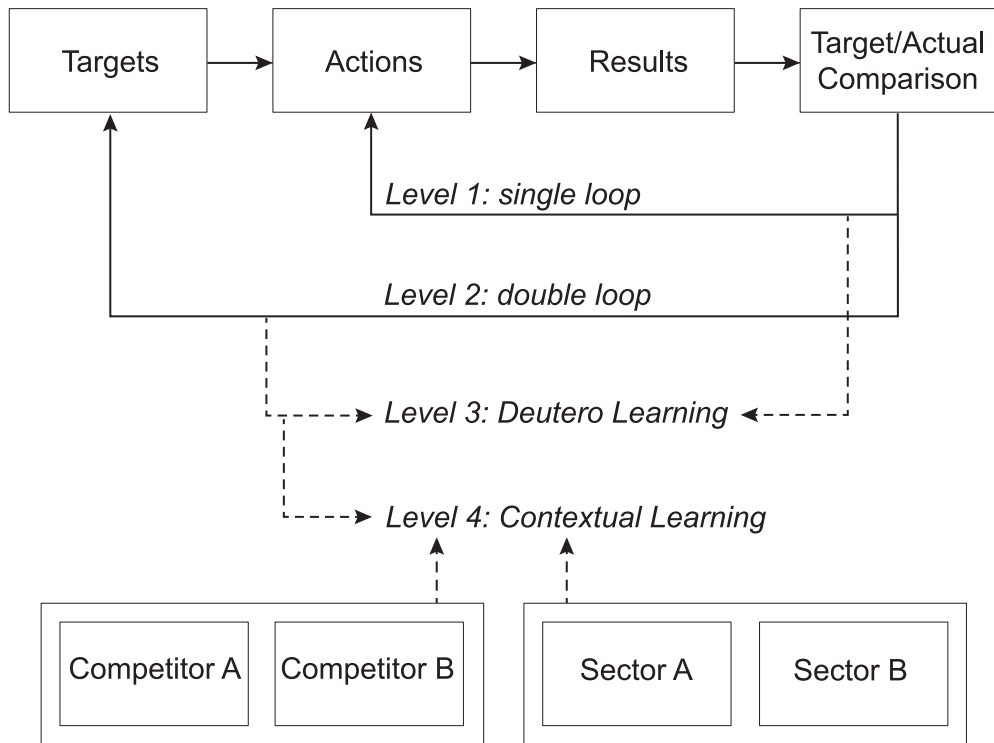 Targets
Actions
Results
Target/Actual
Comparison
Level 1: single loop
Level 2: double loop
Level 3: Deutero Learning
Level 4: Contextual Learning
Competitor A
Competitor B
Sector A
Sector B